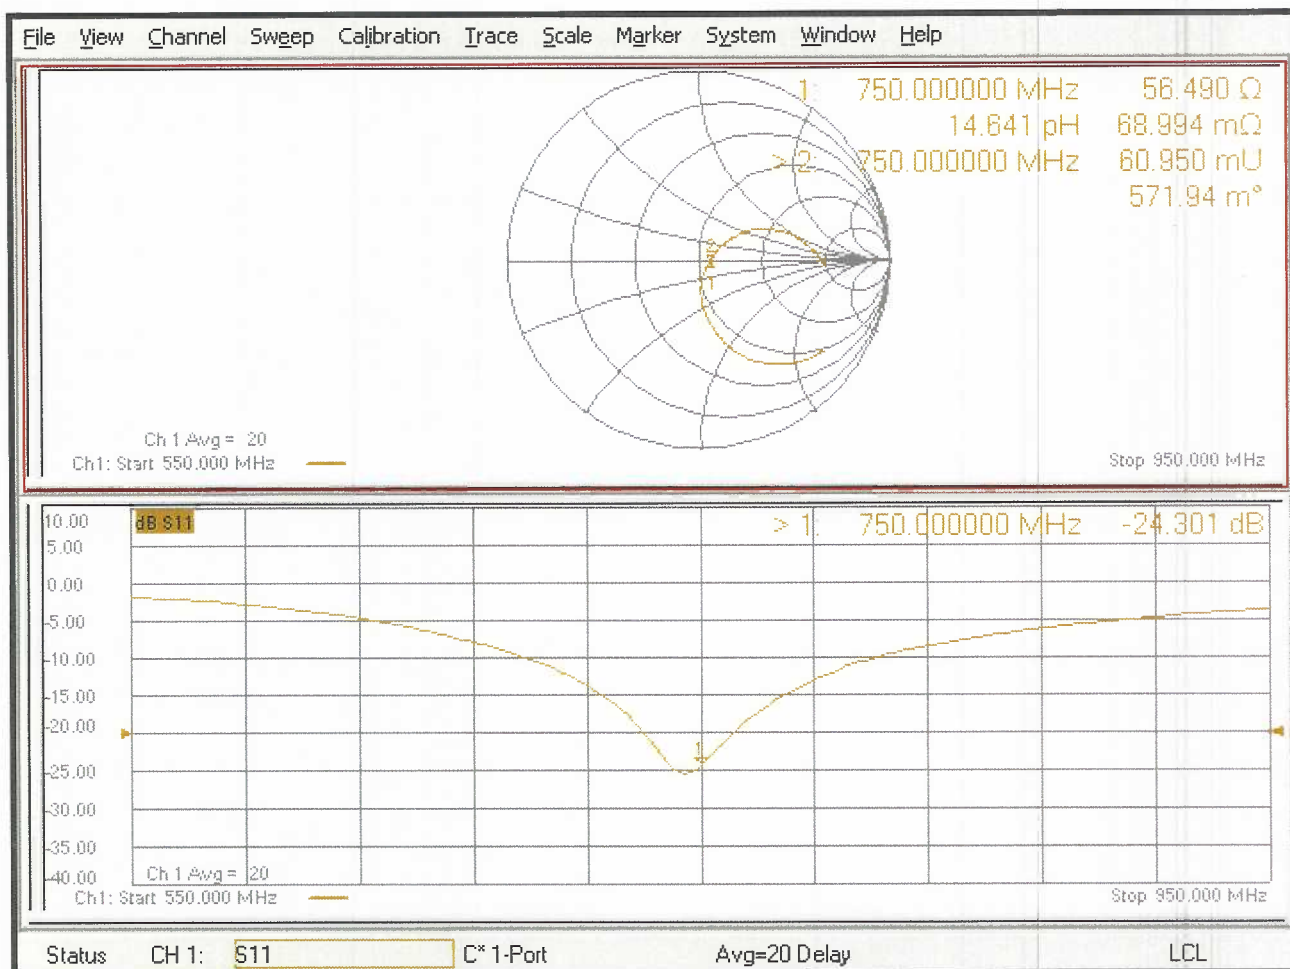 File View Channel Sweep Calibration Trace Scale Marker System Window Help
1: 750.000000 MHz 56.490 Ω
14.641 pH 68.994 mΩ
> 2: 750.000000 MHz 60.950 mU
571.94 m°
Ch 1 Avg = 20
Ch1: Start 550.000 MHz
Stop 950.000 MHz
dB S11
> 1: 750.000000 MHz -24.301 dB
10.00
5.00
0.00
-5.00
-10.00
-15.00
-20.00
-25.00
-30.00
-35.00
-40.00
1
Ch 1 Avg = 20
Ch1: Start 550.000 MHz
Stop 950.000 MHz
Status CH 1: S11 C* 1-Port Avg=20 Delay LCL